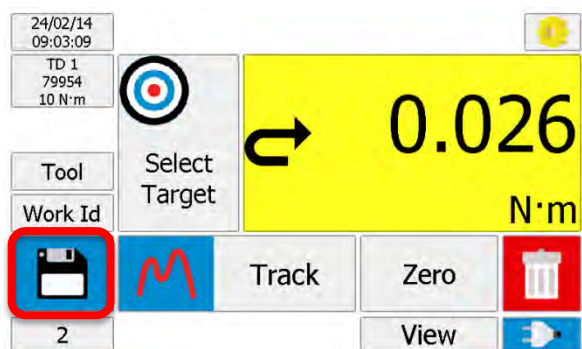 24/02/14
09:03:09
TD 1
79954
10 N·m
Select
Target
0.026
N·m
Tool
Work Id
Track
Zero
2
View